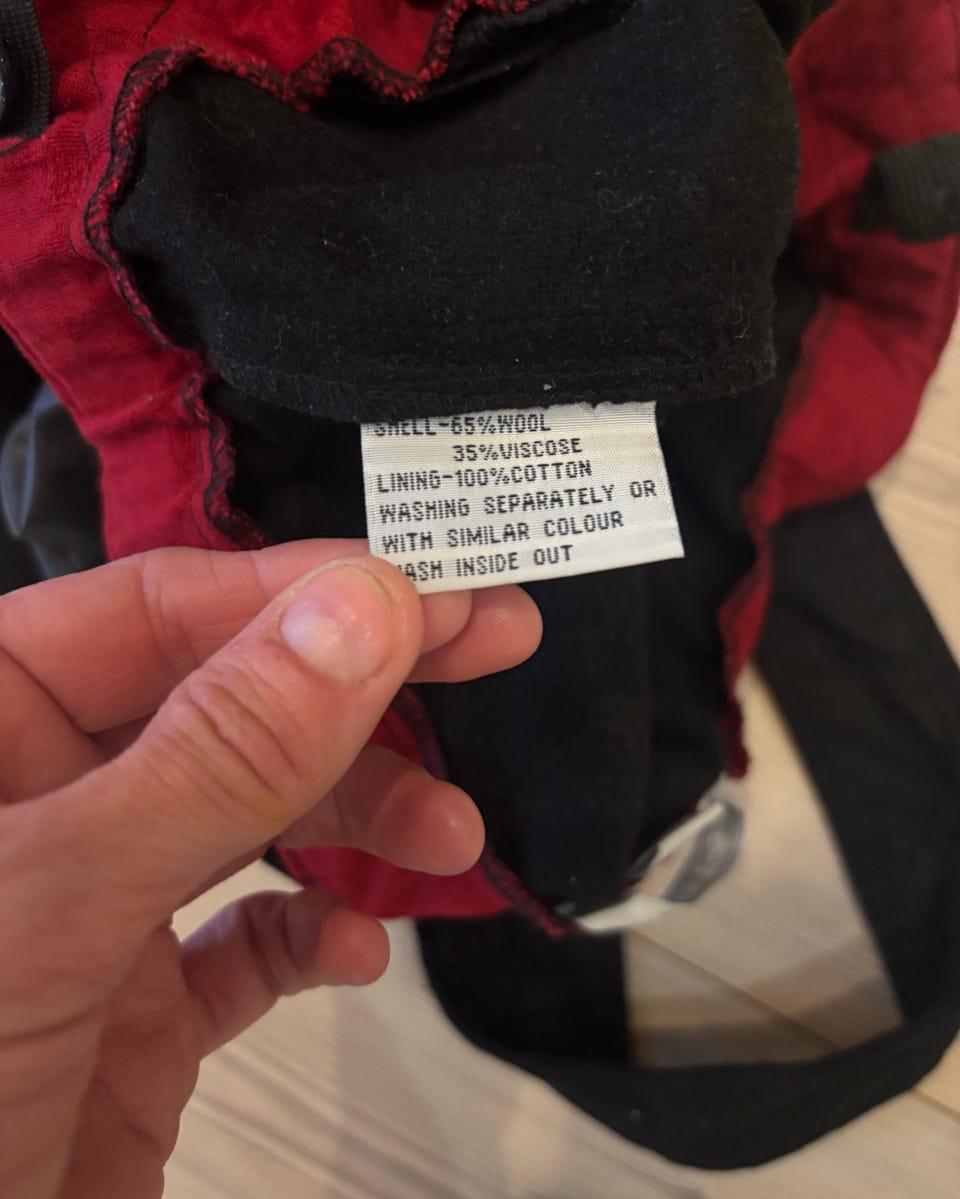 SHELL-65%WOOL
35%VISCOSE
LINING-100%COTTON
WASHING SEPARATELY OR
WITH SIMILAR COLOUR
WASH INSIDE OUT